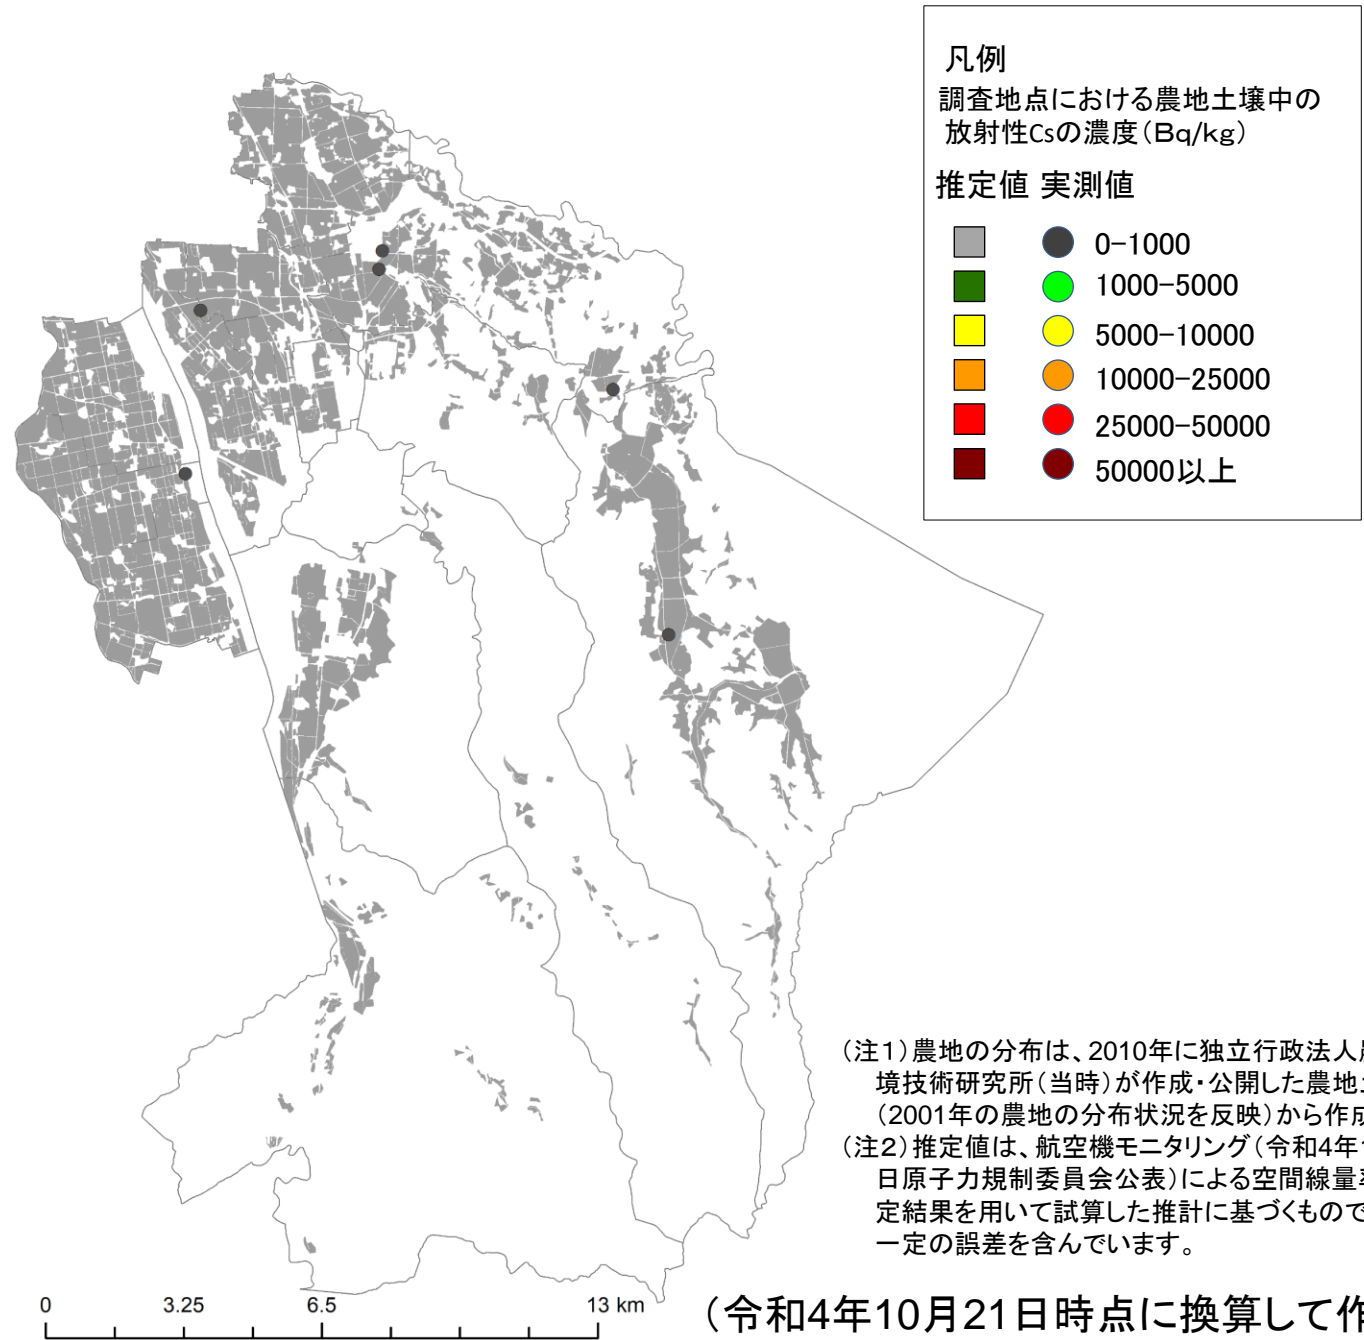 凡例
調査地点における農地土壌中の
放射性Csの濃度(Bq/kg)
推定値 実測値
0-1000
1000-5000
5000-10000
10000-25000
25000-50000
50000以上
(注1)農地の分布は、2010年に独立行政法人
境技術研究所(当時)が作成・公開した農地
(2001年の農地の分布状況を反映)から作成
(注2)推定値は、航空機モニタリング(令和4年
日原子力規制委員会公表)による空間線量
定結果を用いて試算した推計に基づくもので
一定の誤差を含んでいます。
0 3.25 6.5 13 km
(令和4年10月21日時点に換算して作